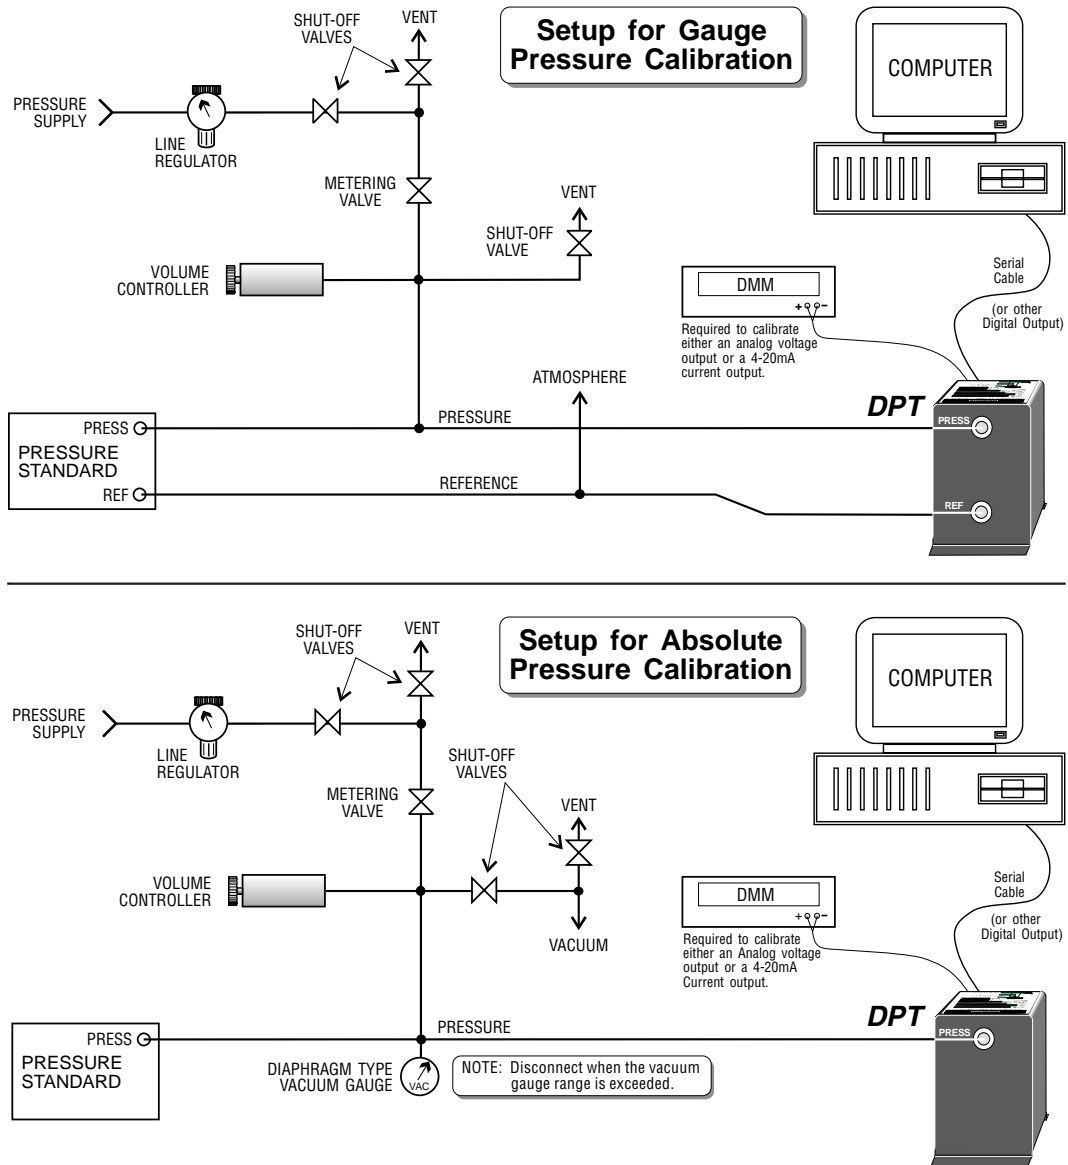 SHUT-OFF
VALVES
VENT
Setup for Gauge
Pressure Calibration
COMPUTER
PRESSURE
SUPPLY
LINE
REGULATOR
METERING
VALVE
VENT
SHUT-OFF
VALVE
VOLUME
CONTROLLER
DMM
+ -
Serial
Cable
(or other
Digital Output)
Required to calibrate
either an analog voltage
output or a 4-20mA
current output.
ATMOSPHERE
DPT
PRESS
PRESSURE
PRESS
PRESSURE
STANDARD
REF
REFERENCE
REF
SHUT-OFF
VALVES
VENT
Setup for Absolute
Pressure Calibration
COMPUTER
PRESSURE
SUPPLY
LINE
REGULATOR
SHUT-OFF
VALVES
METERING
VALVE
VENT
VOLUME
CONTROLLER
VACUUM
DMM
+ -
Serial
Cable
(or other
Digital Output)
Required to calibrate
either an Analog voltage
output or a 4-20mA
Current output.
DPT
PRESS
PRESSURE
PRESS
PRESSURE
STANDARD
DIAPHRAGM TYPE
VACUUM GAUGE
VAC
NOTE: Disconnect when the vacuum
gauge range is exceeded.